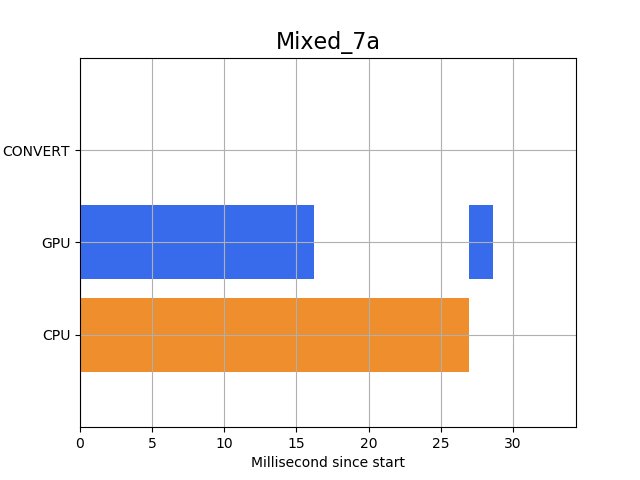 Mixed_7a
CONVERT
GPU
CPU
0 5 10 15 20 25 30
Millisecond since start